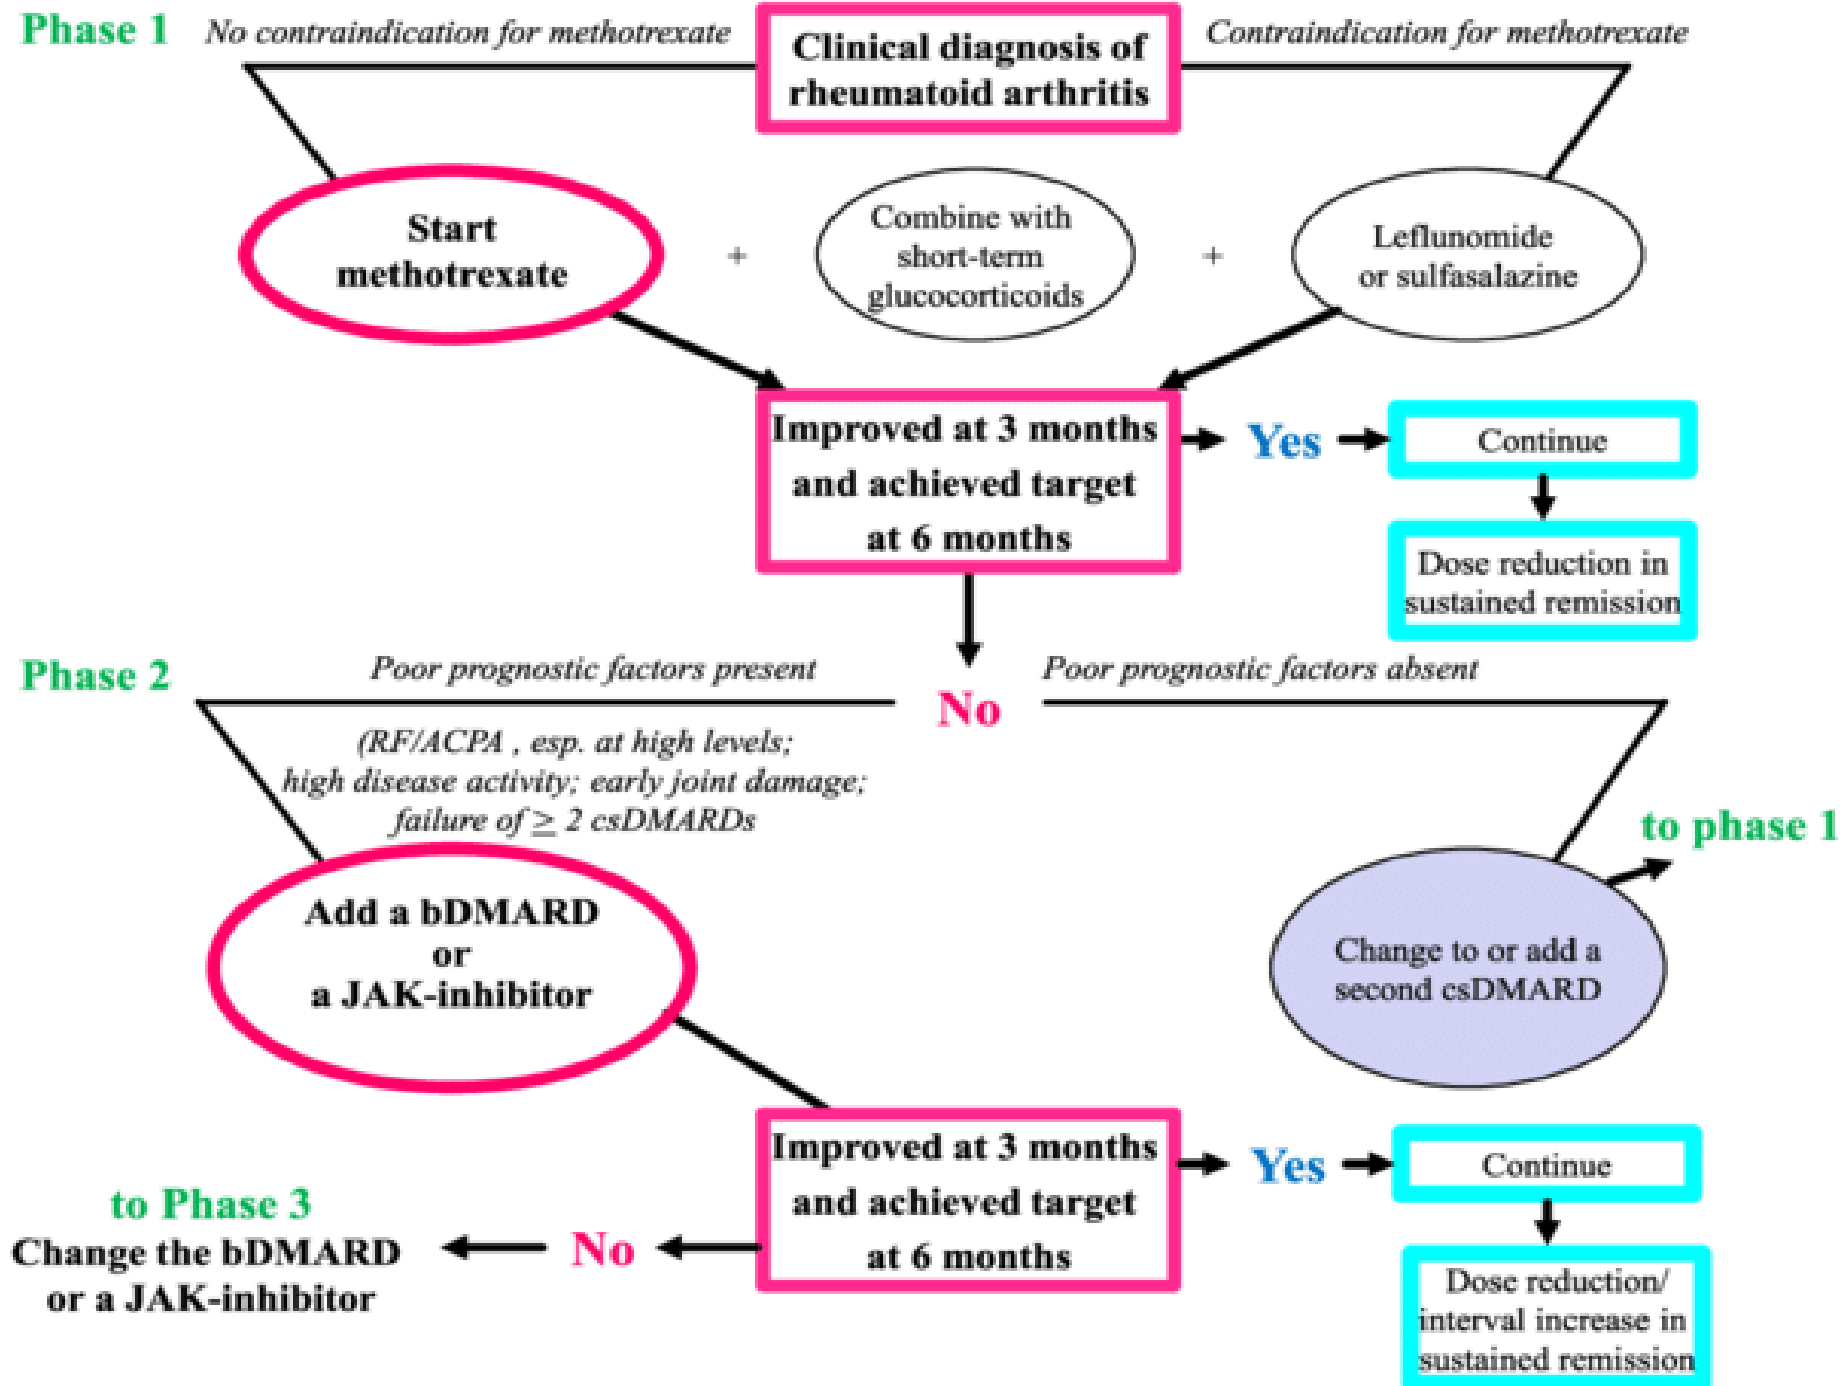 Phase 1
No contraindication for methotrexate
Clinical diagnosis of
rheumatoid arthritis
Contraindication for methotrexate
Start
methotrexate
+
Combine with
short-term
glucocorticoids
+
Leflunomide
or sulfasalazine
Improved at 3 months
and achieved target
at 6 months
Yes
Continue
Dose reduction in
sustained remission
Phase 2
Poor prognostic factors present
No
Poor prognostic factors absent
(RF/ACPA , esp. at high levels;
high disease activity; early joint damage;
failure of ≥ 2 csDMARDs
to phase 1
Add a bDMARD
or
a JAK-inhibitor
Change to or add a
second csDMARD
Improved at 3 months
and achieved target
at 6 months
Yes
Continue
Dose reduction/
interval increase in
sustained remission
No
to Phase 3
Change the bDMARD
or a JAK-inhibitor